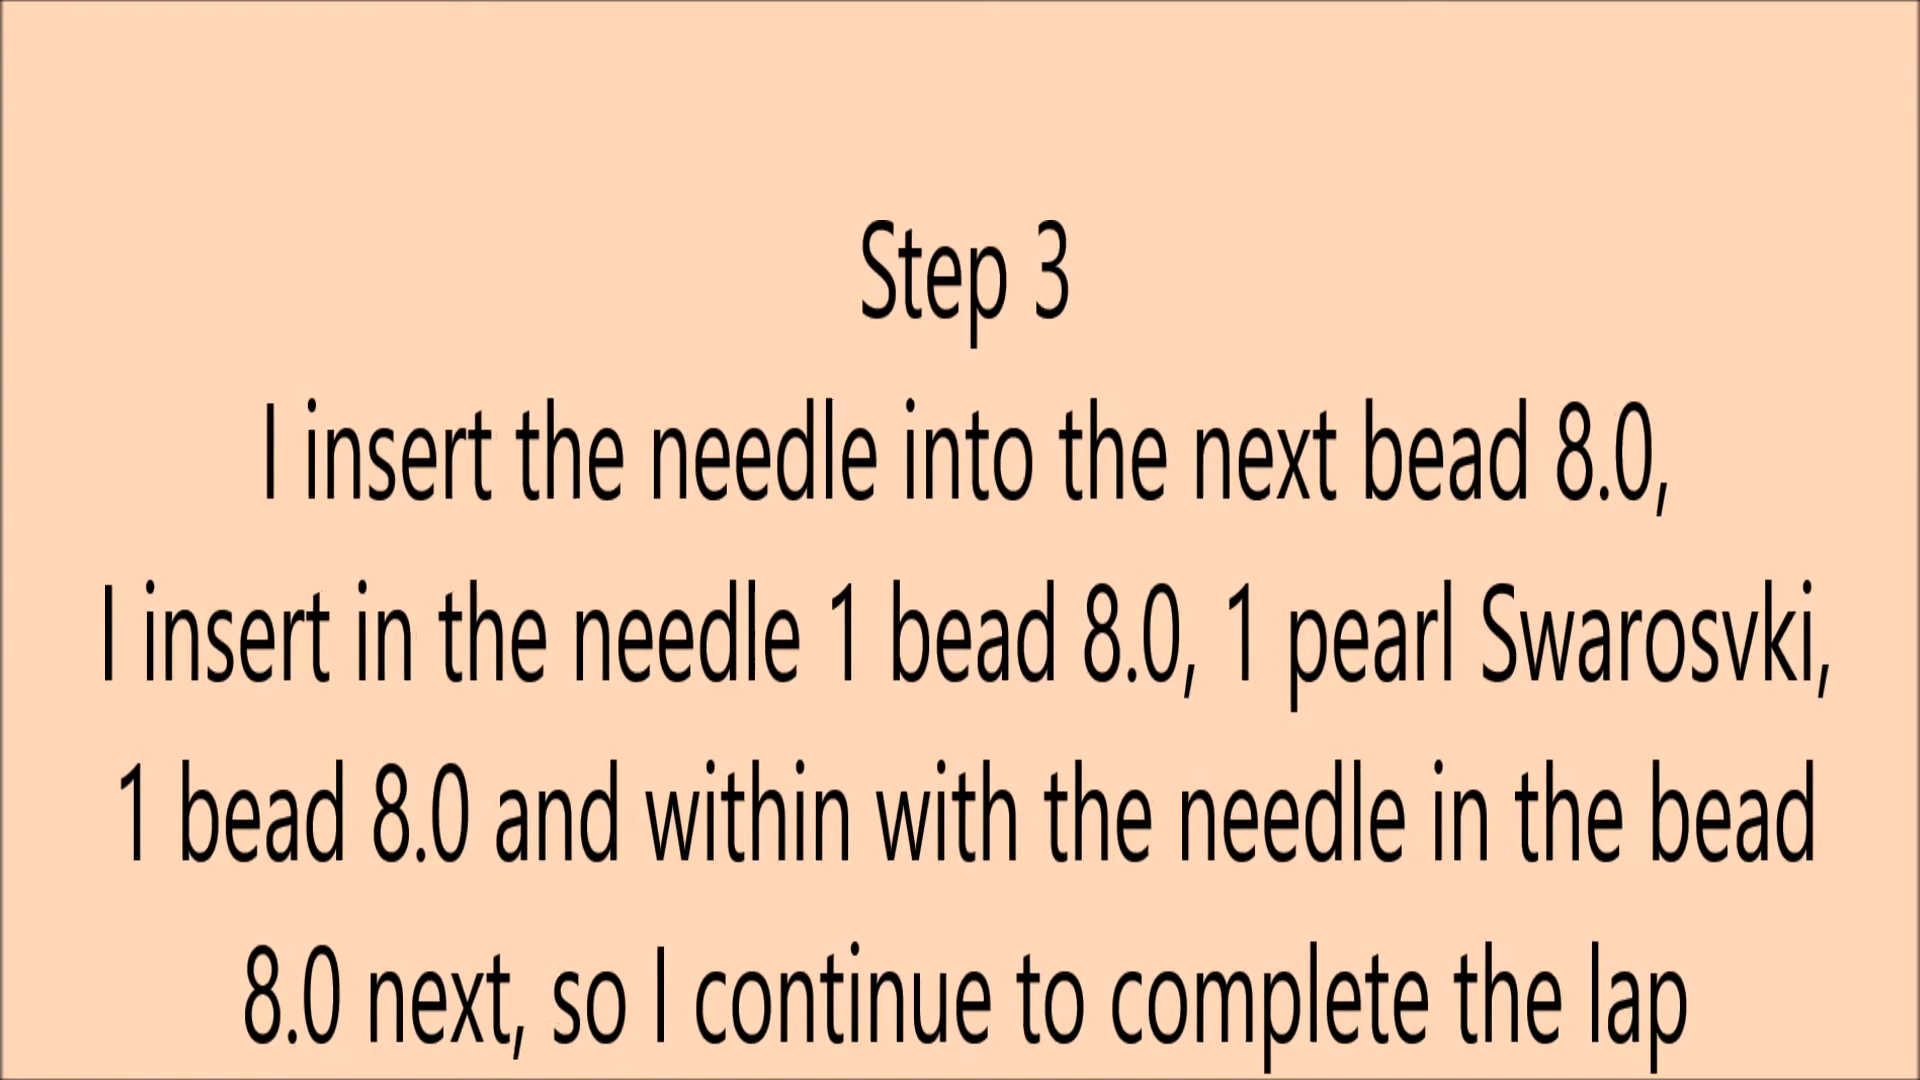 Step 3
I insert the needle into the next bead 8.0,
I insert in the needle 1 bead 8.0, 1 pearl Swarosvki,
1 bead 8.0 and within with the needle in the bead
8.0 next, so I continue to complete the lap